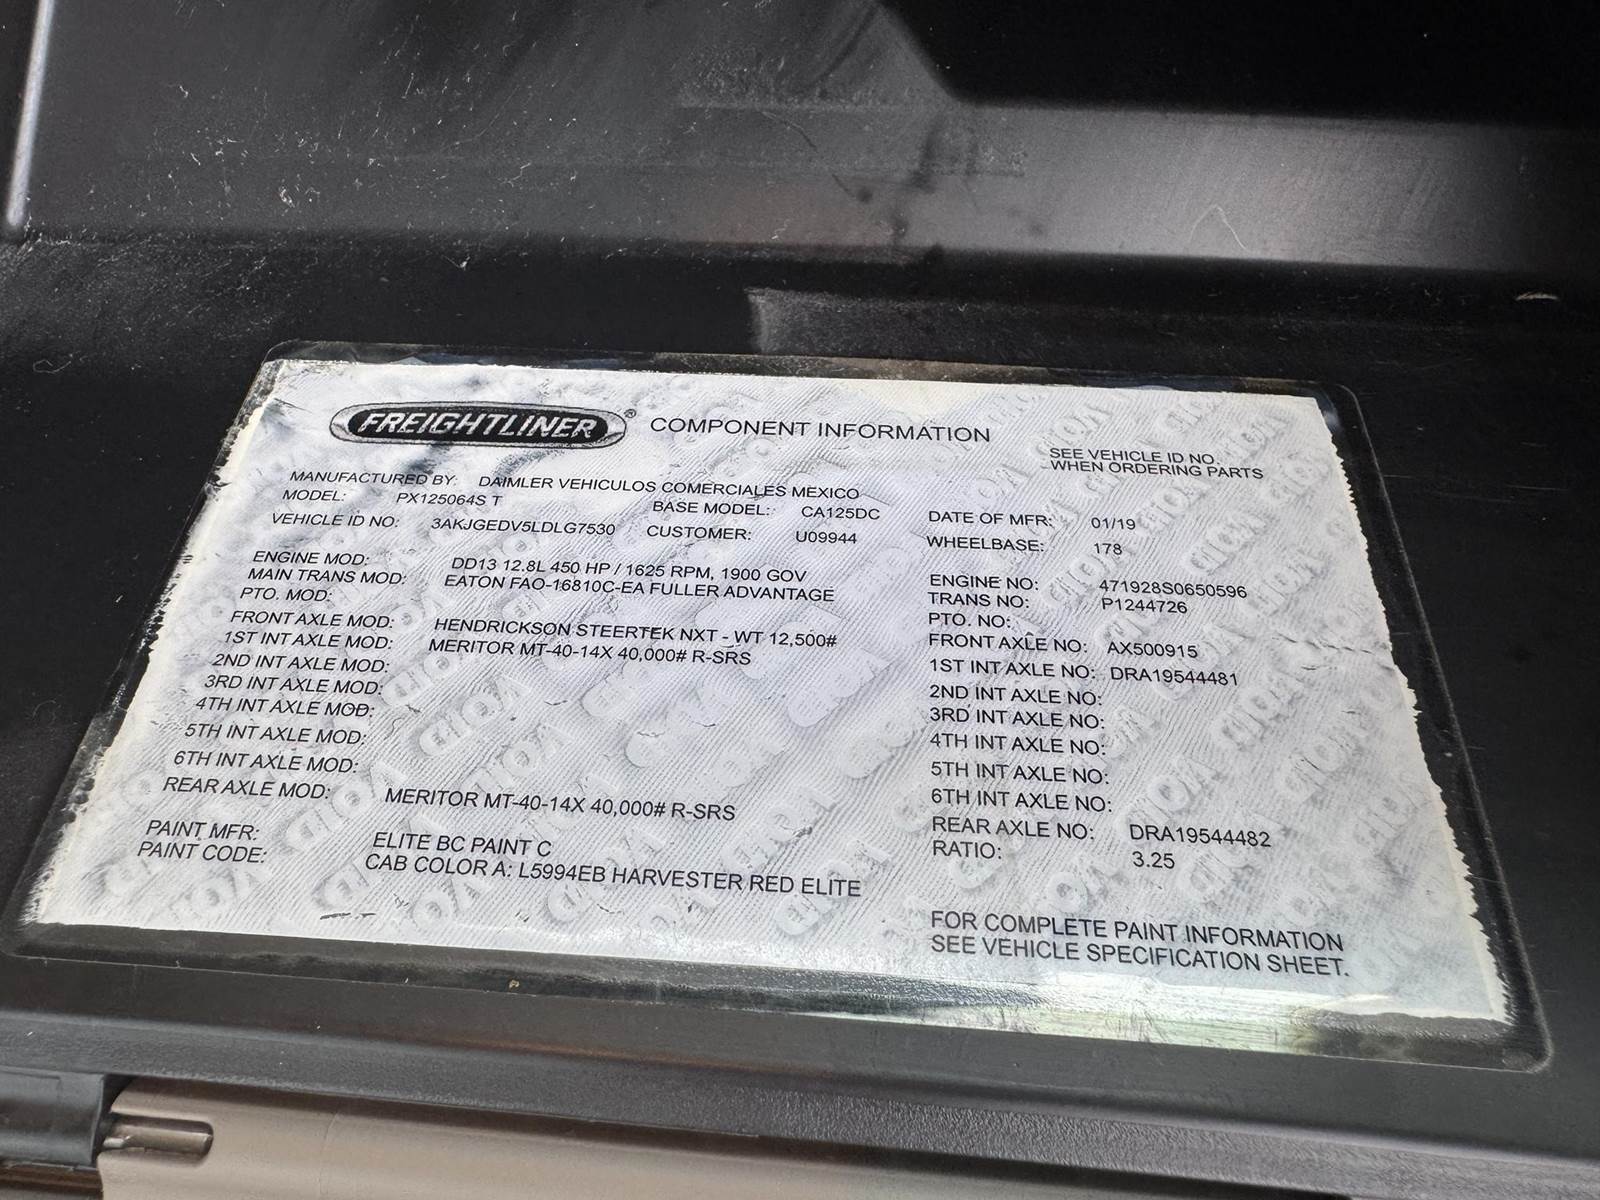 FREIGHTLINER® COMPONENT INFORMATION
SEE VEHICLE ID NO.
WHEN ORDERING PARTS
MANUFACTURED BY: DAIMLER VEHICULOS COMERCIALES MEXICO
MODEL: PX125064S T BASE MODEL: CA125DC DATE OF MFR: 01/19
VEHICLE ID NO: 3AKJGEDV5LDLG7530 CUSTOMER: U09944 WHEELBASE: 178
ENGINE MOD: DD13 12.8L 450 HP / 1625 RPM, 1900 GOV ENGINE NO: 471928S0650596
MAIN TRANS MOD: EATON FAO-16810C-EA FULLER ADVANTAGE TRANS NO: P1244726
PTO. MOD: PTO. NO:
FRONT AXLE MOD: HENDRICKSON STEERTEK NXT - WT 12,500# FRONT AXLE NO: AX500915
1ST INT AXLE MOD: MERITOR MT-40-14X 40,000# R-SRS 1ST INT AXLE NO: DRA19544481
2ND INT AXLE MOD: 2ND INT AXLE NO:
3RD INT AXLE MOD: 3RD INT AXLE NO:
4TH INT AXLE MOD: 4TH INT AXLE NO:
5TH INT AXLE MOD: 5TH INT AXLE NO:
6TH INT AXLE MOD: 6TH INT AXLE NO:
REAR AXLE MOD: MERITOR MT-40-14X 40,000# R-SRS REAR AXLE NO: DRA19544482
RATIO: 3.25
PAINT MFR: ELITE BC PAINT C
PAINT CODE: CAB COLOR A: L5994EB HARVESTER RED ELITE
FOR COMPLETE PAINT INFORMATION
SEE VEHICLE SPECIFICATION SHEET.